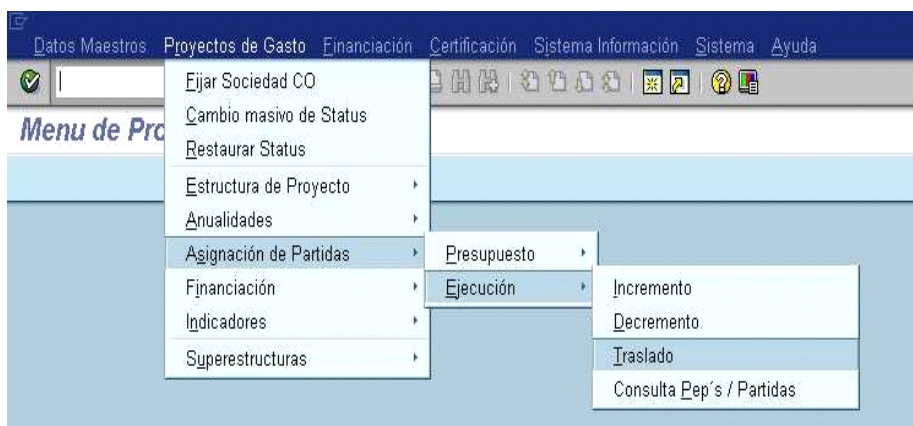 Datos Maestros Proyectos de Gasto Financiación Certificación Sistema Información Sistema Ayuda
Menu de Pro
Fijar Sociedad CO
Cambio masivo de Status
Restaurar Status
Estructura de Proyecto
Anualidades
Asignación de Partidas
Financiación
Indicadores
Superestructuras
Presupuesto
Ejecución
Incremento
Decremento
Traslado
Consulta Pep´s / Partidas